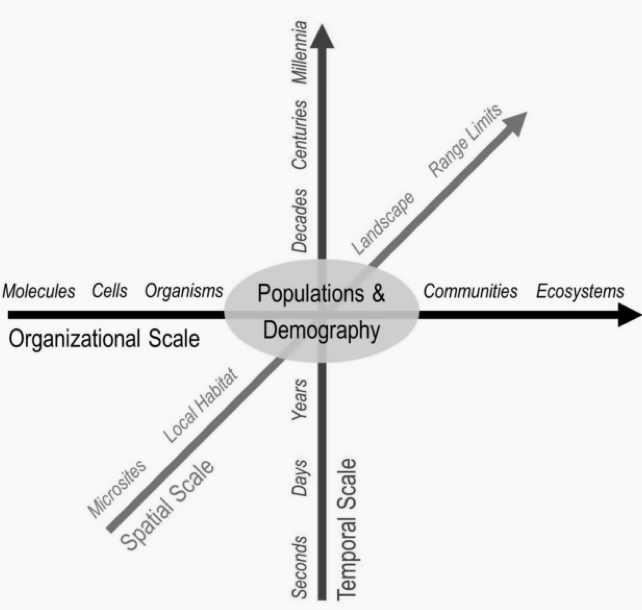 Millennia
Centuries
Decades
Range Limits
Landscape
Molecules Cells Organisms
Populations &
Demography
Communities Ecosystems
Organizational Scale
Local Habitat
Microsites
Spatial Scale
Years
Days
Seconds
Temporal Scale